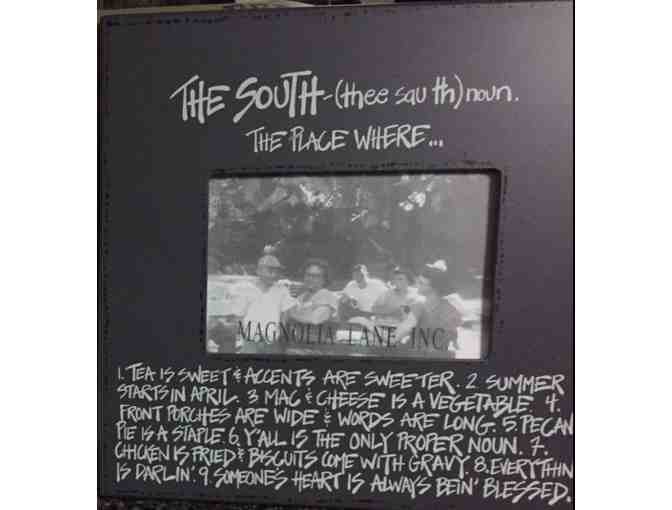 THE SOUTH-(thee sau th) noun.
THE PLACE WHERE...
MAGNOLIA LANE INC
1. TEA IS SWEET & ACCENTS ARE SWEETER. 2 SUMMER
STARTS IN APRIL. 3 MAC & CHEESE IS A VEGETABLE. 4.
FRONT PORCHES ARE WIDE & WORDS ARE LONG. 5. PECAN
PIE IS A STAPLE. 6. Y'ALL IS THE ONLY PROPER NOUN. 7.
CHICKEN IS FRIED & BISCUITS COME WITH GRAVY. 8. EVERYTHIN
IS DARLIN'. 9. SOMEONE'S HEART IS ALWAYS BEIN' BLESSED.